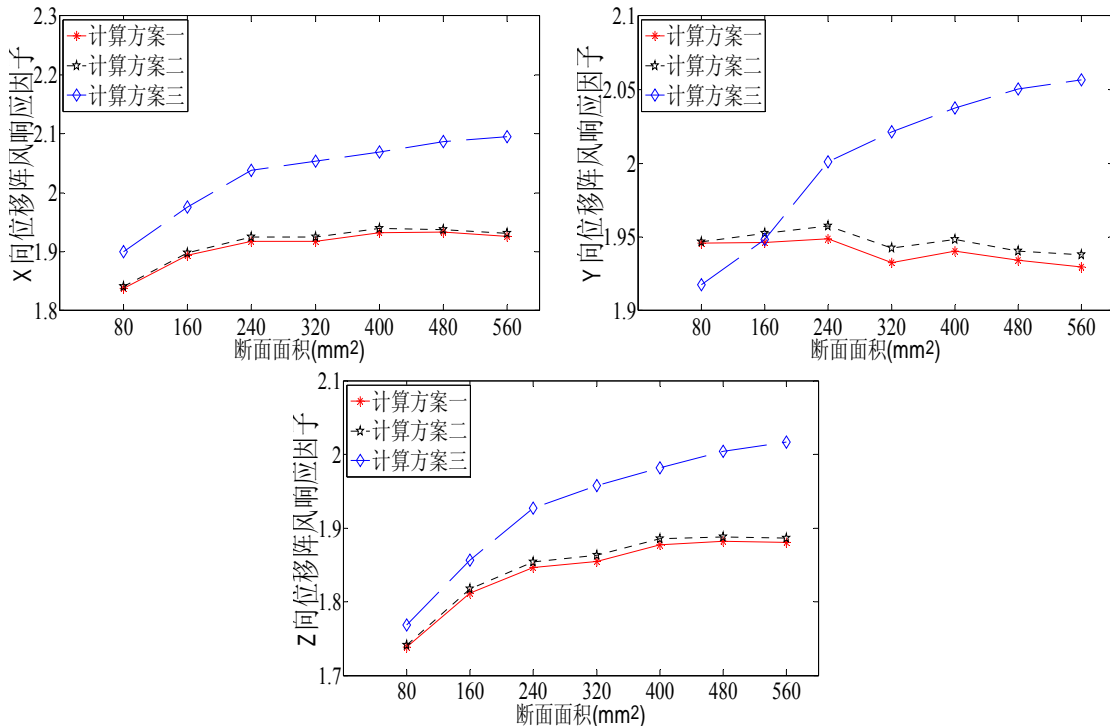 X 向位移阵风响应因子
2.3
2.2
2.1
2
1.9
1.8
计算方案一
计算方案二
计算方案三
80 160 240 320 400 480 560
断面面积(mm2)
Y 向位移阵风响应因子
2.1
2.05
2
1.95
1.9
计算方案一
计算方案二
计算方案三
80 160 240 320 400 480 560
断面面积(mm2)
Z 向位移阵风响应因子
2.1
2
1.9
1.8
1.7
计算方案一
计算方案二
计算方案三
80 160 240 320 400 480 560
断面面积(mm2)